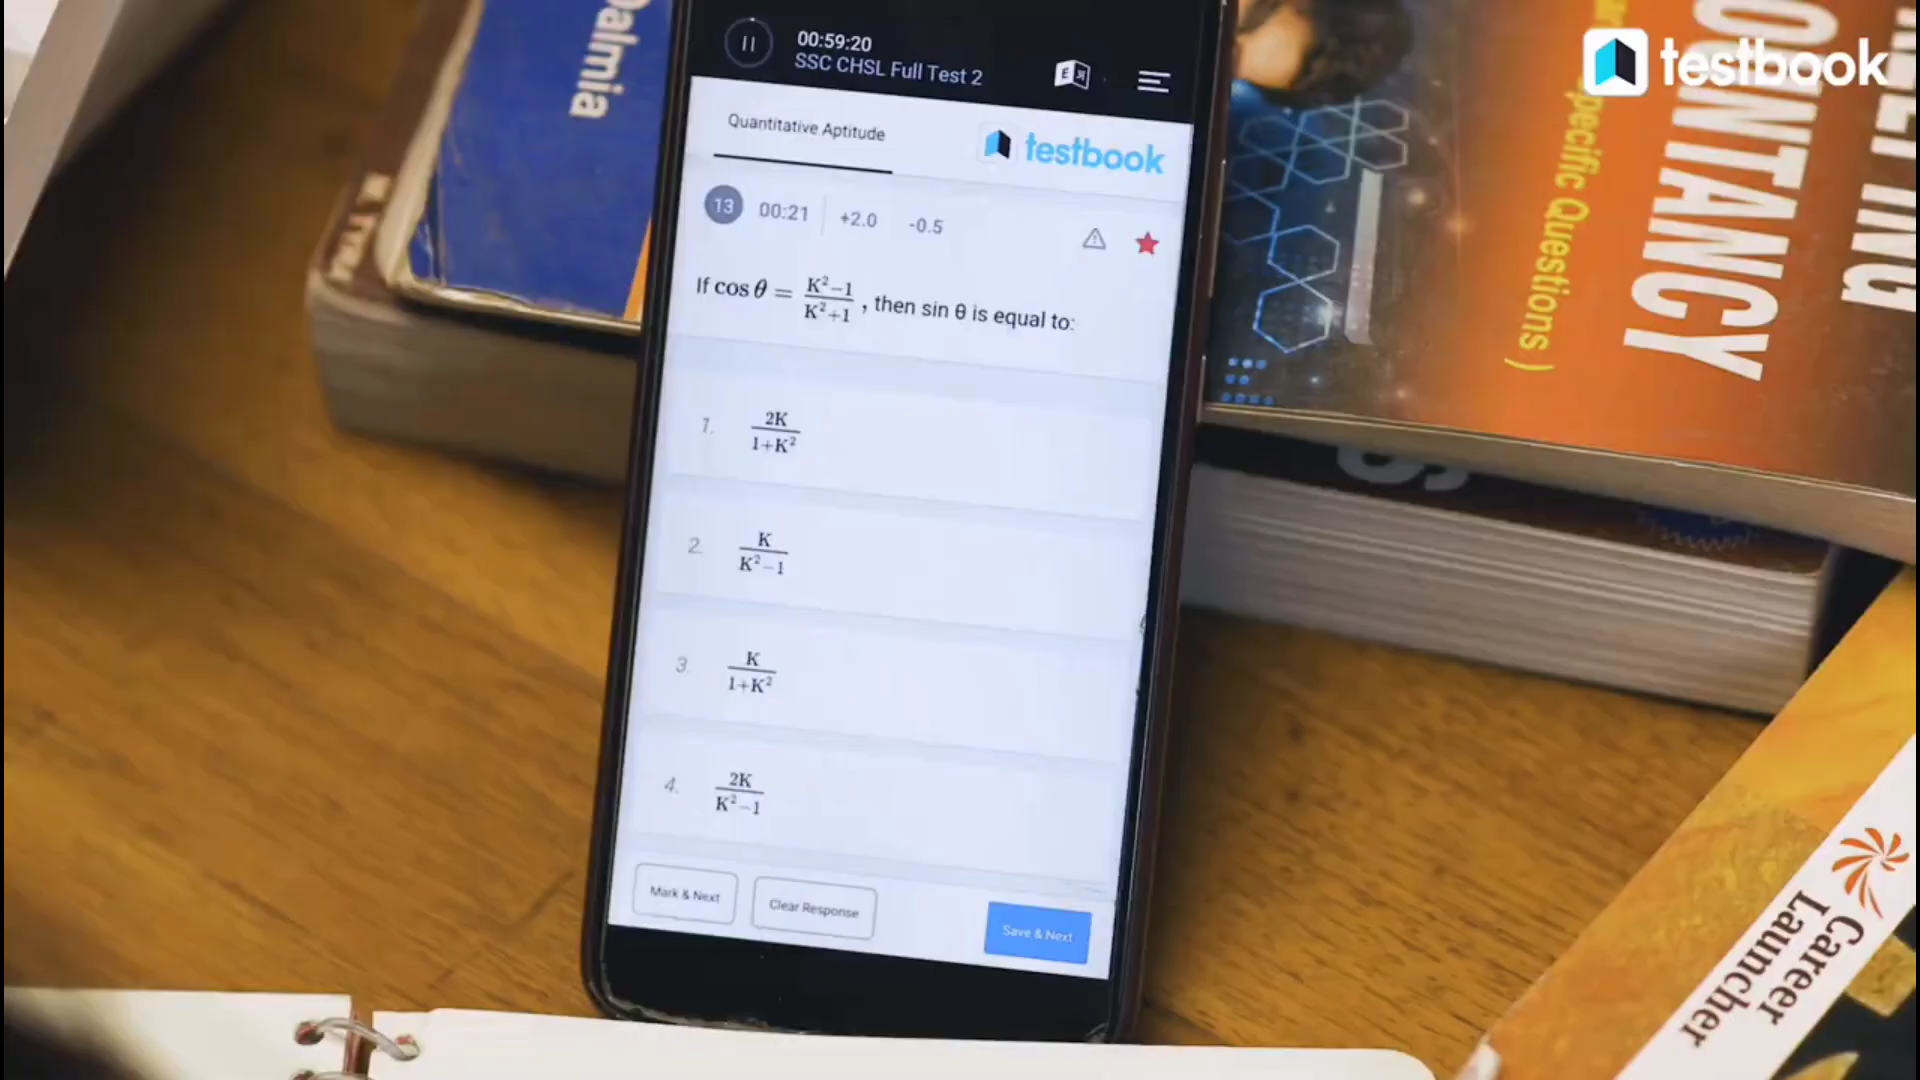 00:59:20
SSC CHSL Full Test 2
E अ
Quantitative Aptitude
testbook
13 00:21 +2.0 -0.5
If cos θ = K²−1/K²+1 , then sin θ is equal to:
1. 2K/1+K²
2. K/K²−1
3. K/1+K²
4. 2K/K²−1
Mark & Next
Clear Response
Save & Next
testbook
Dalmia
OUNTANCY
pecific Questions )
Career
Launcher